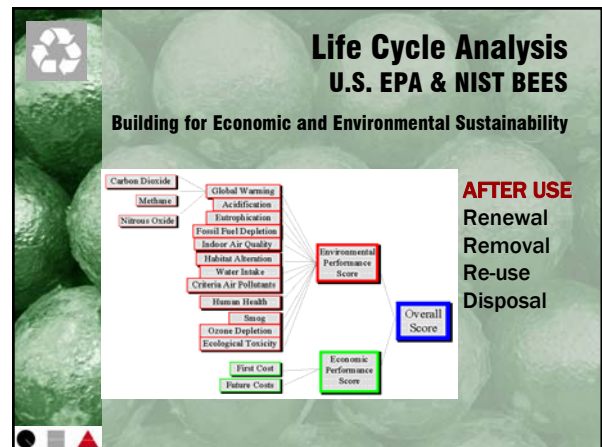 Life Cycle Analysis
U.S. EPA & NIST BEES
Building for Economic and Environmental Sustainability
Carbon Dioxide
Methane
Nitrous Oxide
Global Warming
Acidification
Eutrophication
Fossil Fuel Depletion
Indoor Air Quality
Habitat Alteration
Water Intake
Criteria Air Pollutants
Human Health
Smog
Ozone Depletion
Ecological Toxicity
First Cost
Future Costs
Environmental
Performance
Score
Economic
Performance
Score
Overall
Score
AFTER USE
Renewal
Removal
Re-use
Disposal